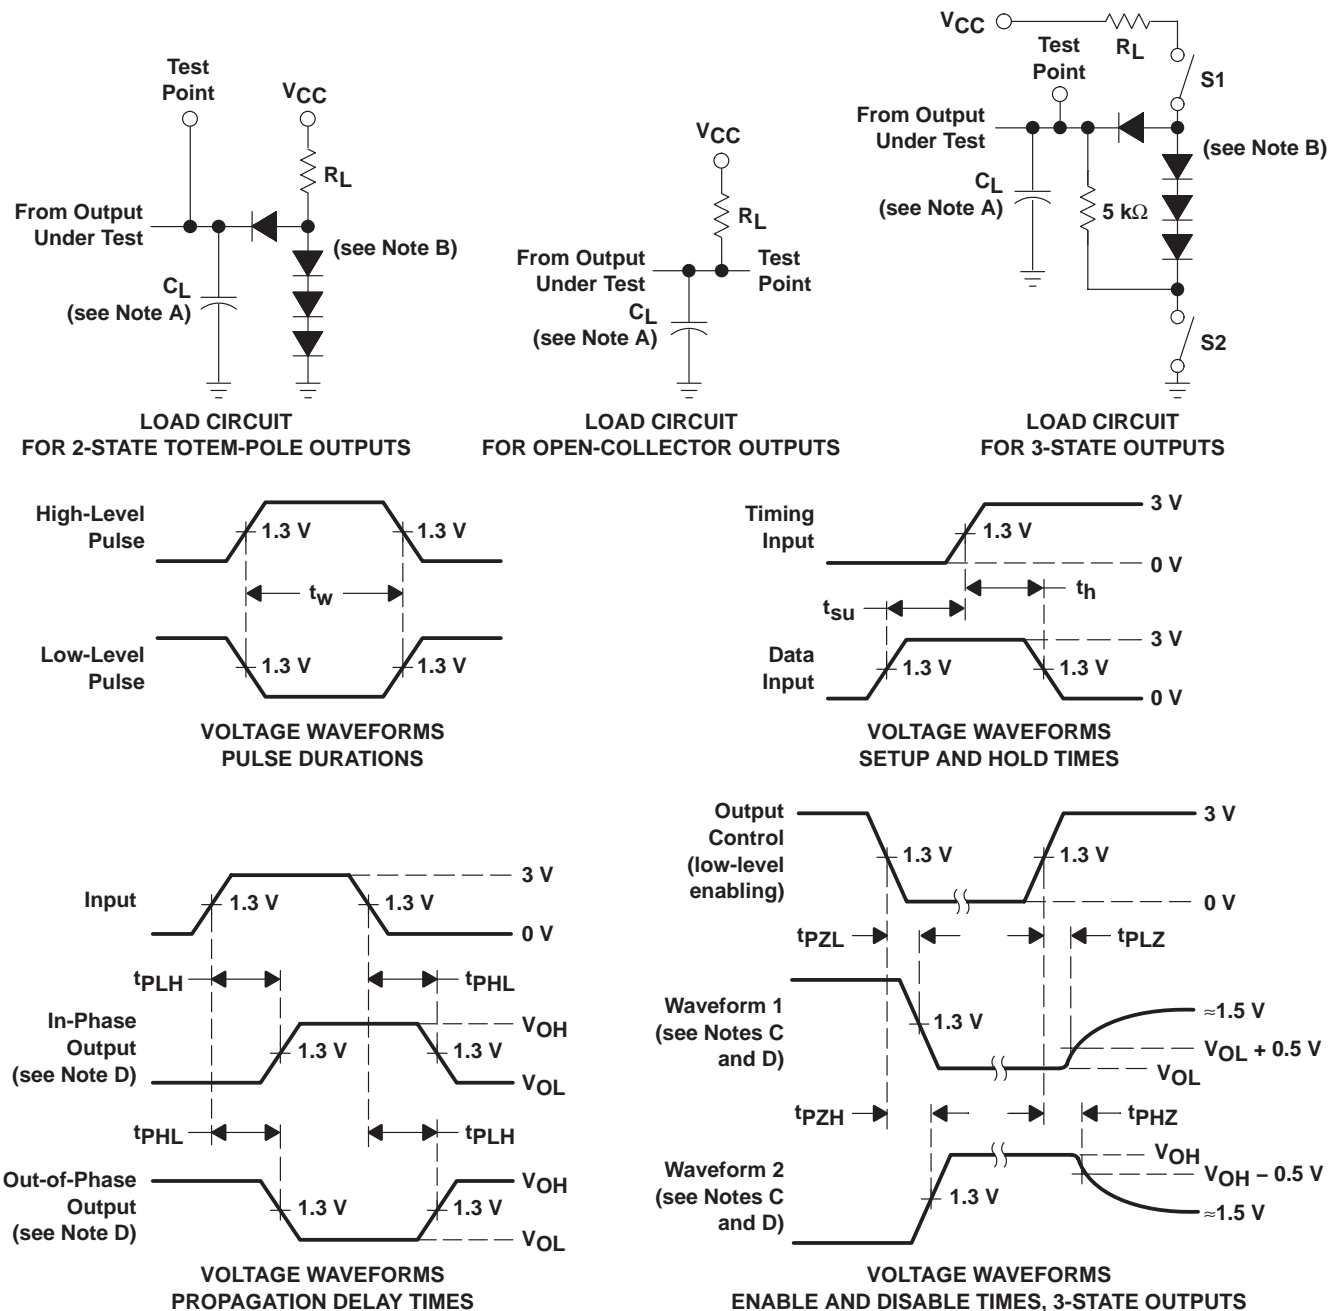 Test
Point
VCC
RL
From Output
Under Test
(see Note B)
CL
(see Note A)
LOAD CIRCUIT
FOR 2-STATE TOTEM-POLE OUTPUTS
VCC
RL
From Output
Under Test
Test
Point
CL
(see Note A)
LOAD CIRCUIT
FOR OPEN-COLLECTOR OUTPUTS
VCC
RL
Test
Point
S1
From Output
Under Test
(see Note B)
CL
(see Note A)
5 kΩ
S2
LOAD CIRCUIT
FOR 3-STATE OUTPUTS
High-Level
Pulse
1.3 V
1.3 V
tw
Low-Level
Pulse
1.3 V
1.3 V
VOLTAGE WAVEFORMS
PULSE DURATIONS
Timing
Input
1.3 V
3 V
0 V
th
tsu
Data
Input
1.3 V
1.3 V
3 V
0 V
VOLTAGE WAVEFORMS
SETUP AND HOLD TIMES
Input
1.3 V
1.3 V
3 V
0 V
tPLH
tPHL
In-Phase
Output
(see Note D)
1.3 V
1.3 V
VOH
VOL
tPHL
tPLH
Out-of-Phase
Output
(see Note D)
1.3 V
1.3 V
VOH
VOL
VOLTAGE WAVEFORMS
PROPAGATION DELAY TIMES
Output
Control
(low-level
enabling)
1.3 V
1.3 V
3 V
0 V
tPZL
tPLZ
Waveform 1
(see Notes C
and D)
1.3 V
≈1.5 V
VOL + 0.5 V
VOL
tPZH
tPHZ
Waveform 2
(see Notes C
and D)
1.3 V
VOH
VOH – 0.5 V
≈1.5 V
VOLTAGE WAVEFORMS
ENABLE AND DISABLE TIMES, 3-STATE OUTPUTS